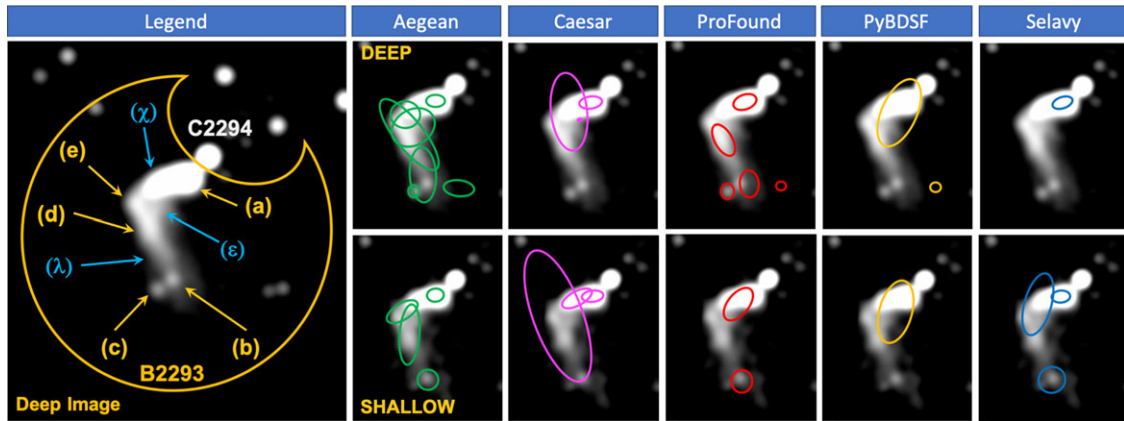 Legend
Aegean
Caesar
ProFound
PyBDSF
Selavy
DEEP
(χ)
C2294
(e)
(a)
(d)
(λ)
(ε)
(c)
(b)
B2293
Deep Image
SHALLOW